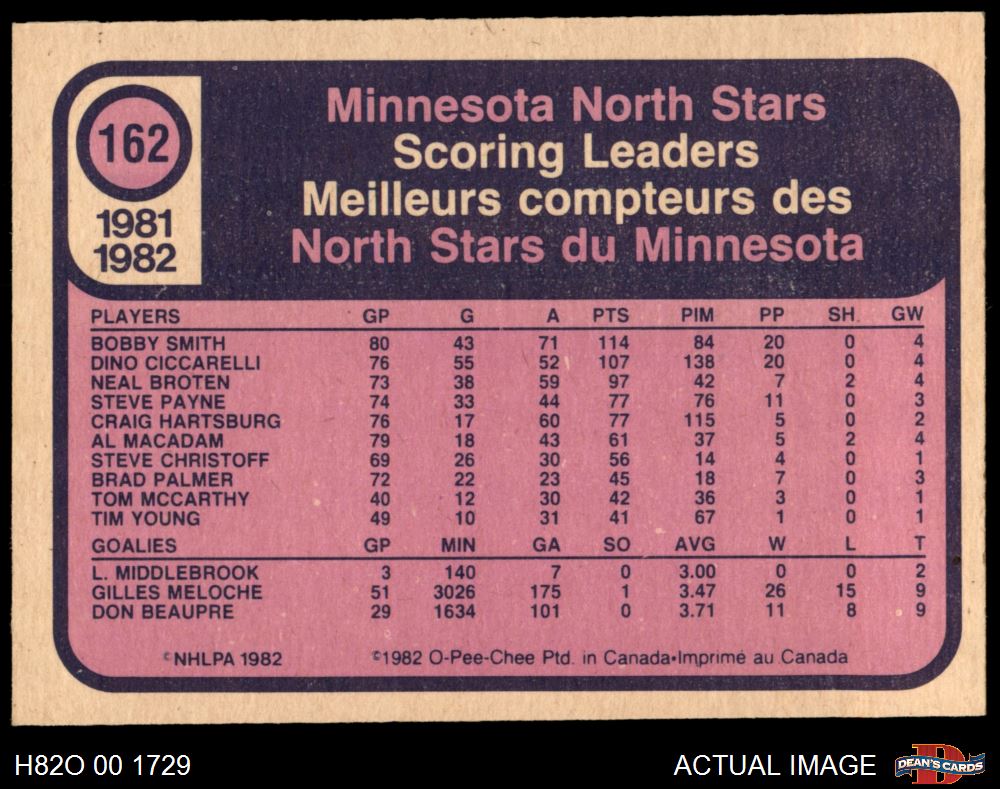 162
1981
1982
Minnesota North Stars
Scoring Leaders
Meilleurs compteurs des
North Stars du Minnesota
PLAYERS GP G A PTS PIM PP SH GW
BOBBY SMITH 80 43 71 114 84 20 0 4
DINO CICCARELLI 76 55 52 107 138 20 0 4
NEAL BROTEN 73 38 59 97 42 7 2 4
STEVE PAYNE 74 33 44 77 76 11 0 3
CRAIG HARTSBURG 76 17 60 77 115 5 0 2
AL MACADAM 79 18 43 61 37 5 2 4
STEVE CHRISTOFF 69 26 30 56 14 4 0 1
BRAD PALMER 72 22 23 45 18 7 0 3
TOM MCCARTHY 40 12 30 42 36 3 0 1
TIM YOUNG 49 10 31 41 67 1 0 1
GOALIES GP MIN GA SO AVG W L T
L. MIDDLEBROOK 3 140 7 0 3.00 0 0 2
GILLES MELOCHE 51 3026 175 1 3.47 26 15 9
DON BEAUPRE 29 1634 101 0 3.71 11 8 9
©NHLPA 1982 ©1982 O-Pee-Chee Ptd. in Canada•Imprimé au Canada
H82O 00 1729 ACTUAL IMAGE D DEAN'S CARDS